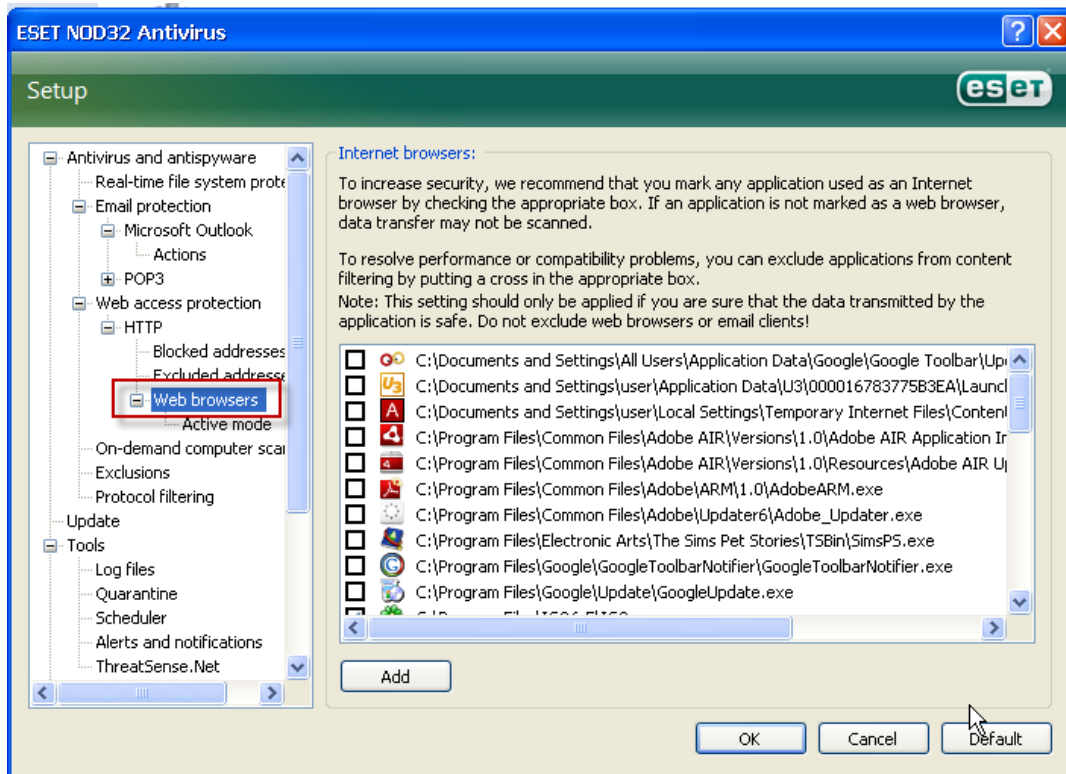 ESET NOD32 Antivirus
Setup
eset
Antivirus and antispyware
Real-time file system prote
Email protection
Microsoft Outlook
Actions
POP3
Web access protection
HTTP
Blocked addresses
Excluded addresse
Web browsers
Active mode
On-demand computer scan
Exclusions
Protocol filtering
Update
Tools
Log files
Quarantine
Scheduler
Alerts and notifications
ThreatSense.Net
Internet browsers:
To increase security, we recommend that you mark any application used as an Internet
browser by checking the appropriate box. If an application is not marked as a web browser,
data transfer may not be scanned.
To resolve performance or compatibility problems, you can exclude applications from content
filtering by putting a cross in the appropriate box.
Note: This setting should only be applied if you are sure that the data transmitted by the
application is safe. Do not exclude web browsers or email clients!
C:\Documents and Settings\All Users\Application Data\Google\Google Toolbar\Up
C:\Documents and Settings\user\Application Data\U3\000016783775B3EA\Launc
C:\Documents and Settings\user\Local Settings\Temporary Internet Files\Conten
C:\Program Files\Common Files\Adobe AIR\Versions\1.0\Adobe AIR Application Ir
C:\Program Files\Common Files\Adobe AIR\Versions\1.0\Resources\Adobe AIR U
C:\Program Files\Common Files\Adobe\ARM\1.0\AdobeARM.exe
C:\Program Files\Common Files\Adobe\Updater6\Adobe_Updater.exe
C:\Program Files\Electronic Arts\The Sims Pet Stories\TSBin\SimsPS.exe
C:\Program Files\Google\GoogleToolbarNotifier\GoogleToolbarNotifier.exe
C:\Program Files\Google\Update\GoogleUpdate.exe
Add
OK
Cancel
Default